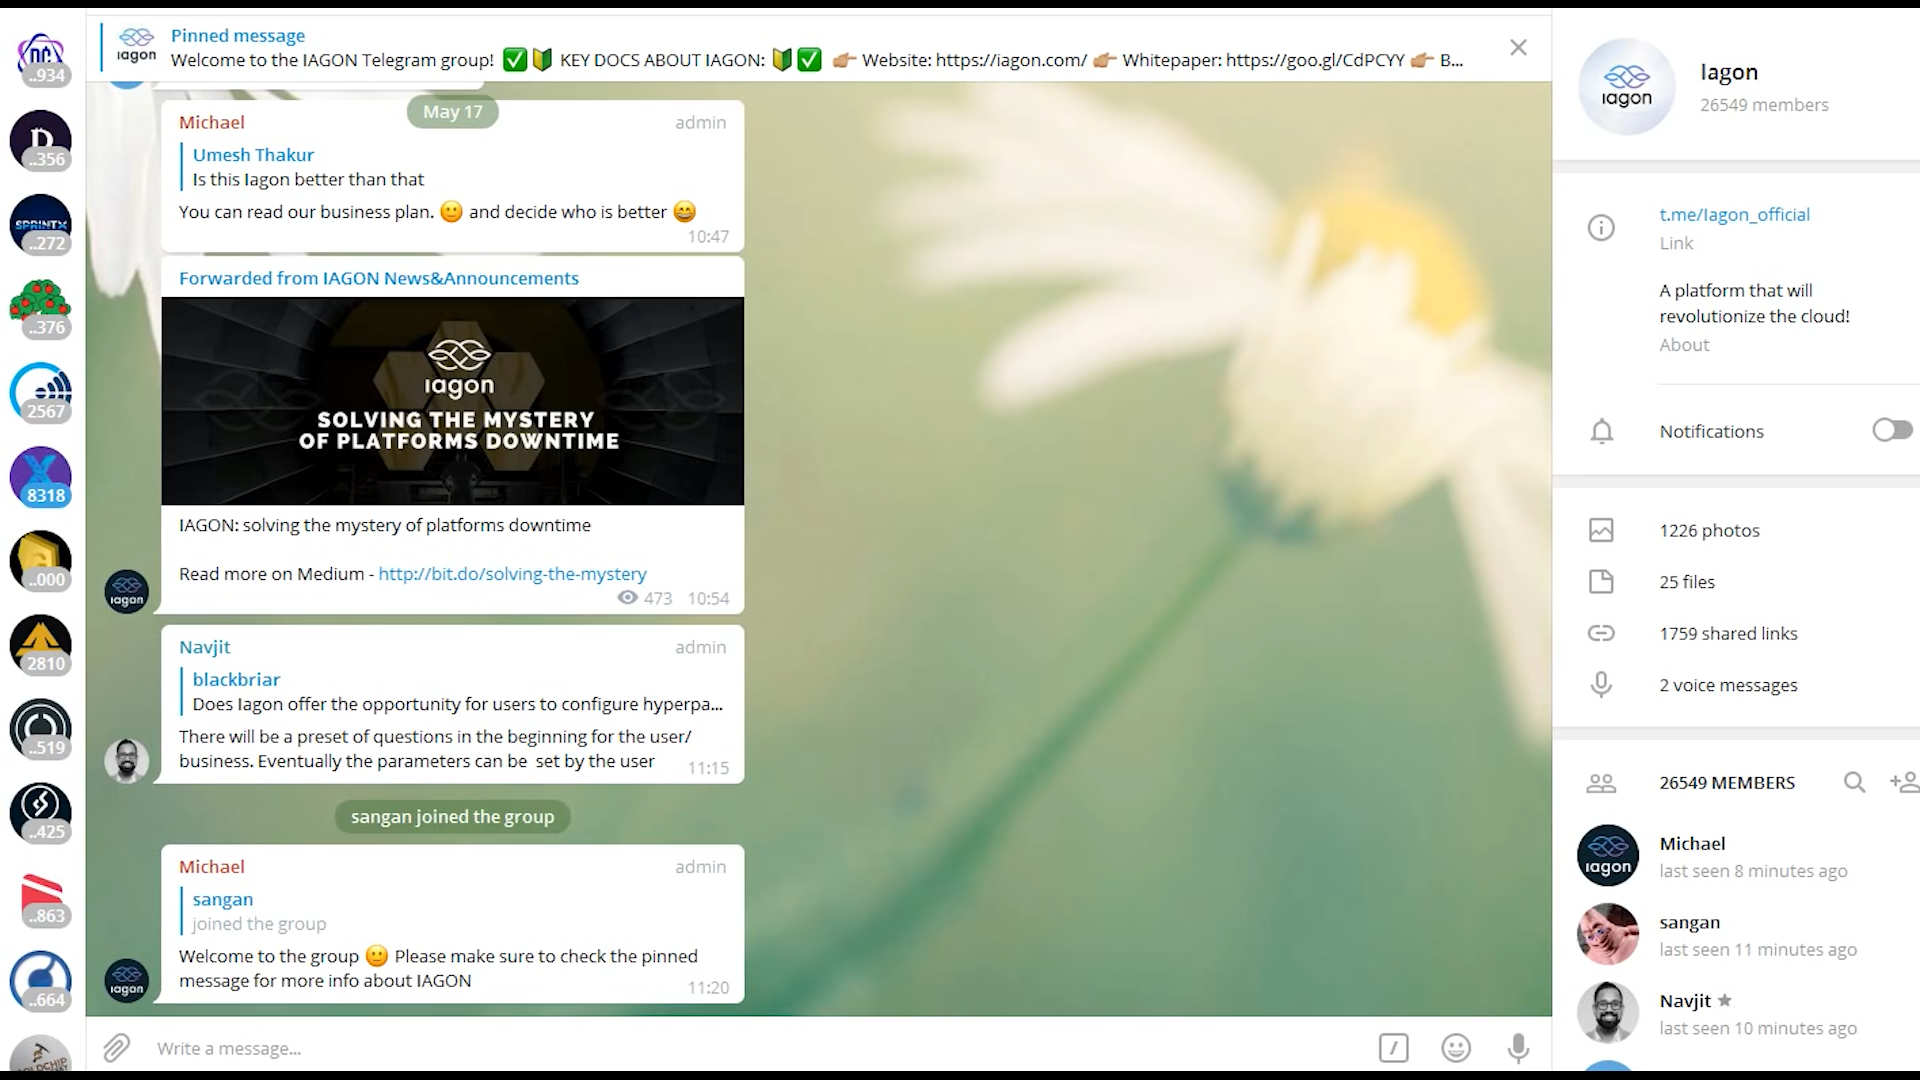 DC
..934
D
..356
SPRINTX
..272
..376
2567
8318
..000
2810
..519
..425
..863
..664
Iagon
Pinned message
Welcome to the IAGON Telegram group! ✅🔰 KEY DOCS ABOUT IAGON: 🔰✅ 👉🏽 Website: https://iagon.com/ 👉🏽 Whitepaper: https://goo.gl/CdPCYY 👉🏽 B...
May 17
Michael admin
Umesh Thakur
Is this Iagon better than that
You can read our business plan. 🙂 and decide who is better 😄
10:47
Forwarded from IAGON News&Announcements
ıagon
SOLVING THE MYSTERY
OF PLATFORMS DOWNTIME
IAGON: solving the mystery of platforms downtime
Read more on Medium - http://bit.do/solving-the-mystery
473 10:54
ıagon
Navjit admin
blackbriar
Does Iagon offer the opportunity for users to configure hyperpa...
There will be a preset of questions in the beginning for the user/
business. Eventually the parameters can be set by the user
11:15
sangan joined the group
Michael admin
sangan
joined the group
Welcome to the group 🙂 Please make sure to check the pinned
message for more info about IAGON
11:20
ıagon
Write a message...
ıagon
Iagon
26549 members
t.me/Iagon_official
Link
A platform that will
revolutionize the cloud!
About
Notifications
1226 photos
25 files
1759 shared links
2 voice messages
26549 MEMBERS
ıagon
Michael
last seen 8 minutes ago
sangan
last seen 11 minutes ago
Navjit
last seen 10 minutes ago